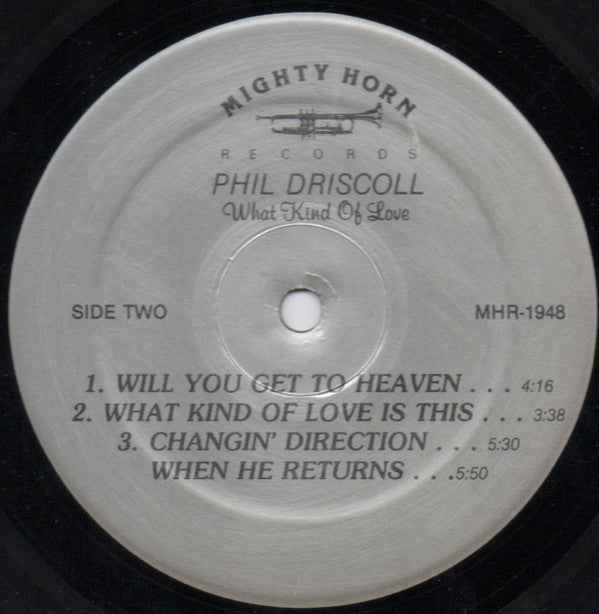 MIGHTY HORN
RECORDS
PHIL DRISCOLL
What Kind Of Love
SIDE TWO
MHR-1948
1. WILL YOU GET TO HEAVEN . . . 4:16
2. WHAT KIND OF LOVE IS THIS . . . 3:38
3. CHANGIN' DIRECTION . . . 5:30
WHEN HE RETURNS . . .5:50